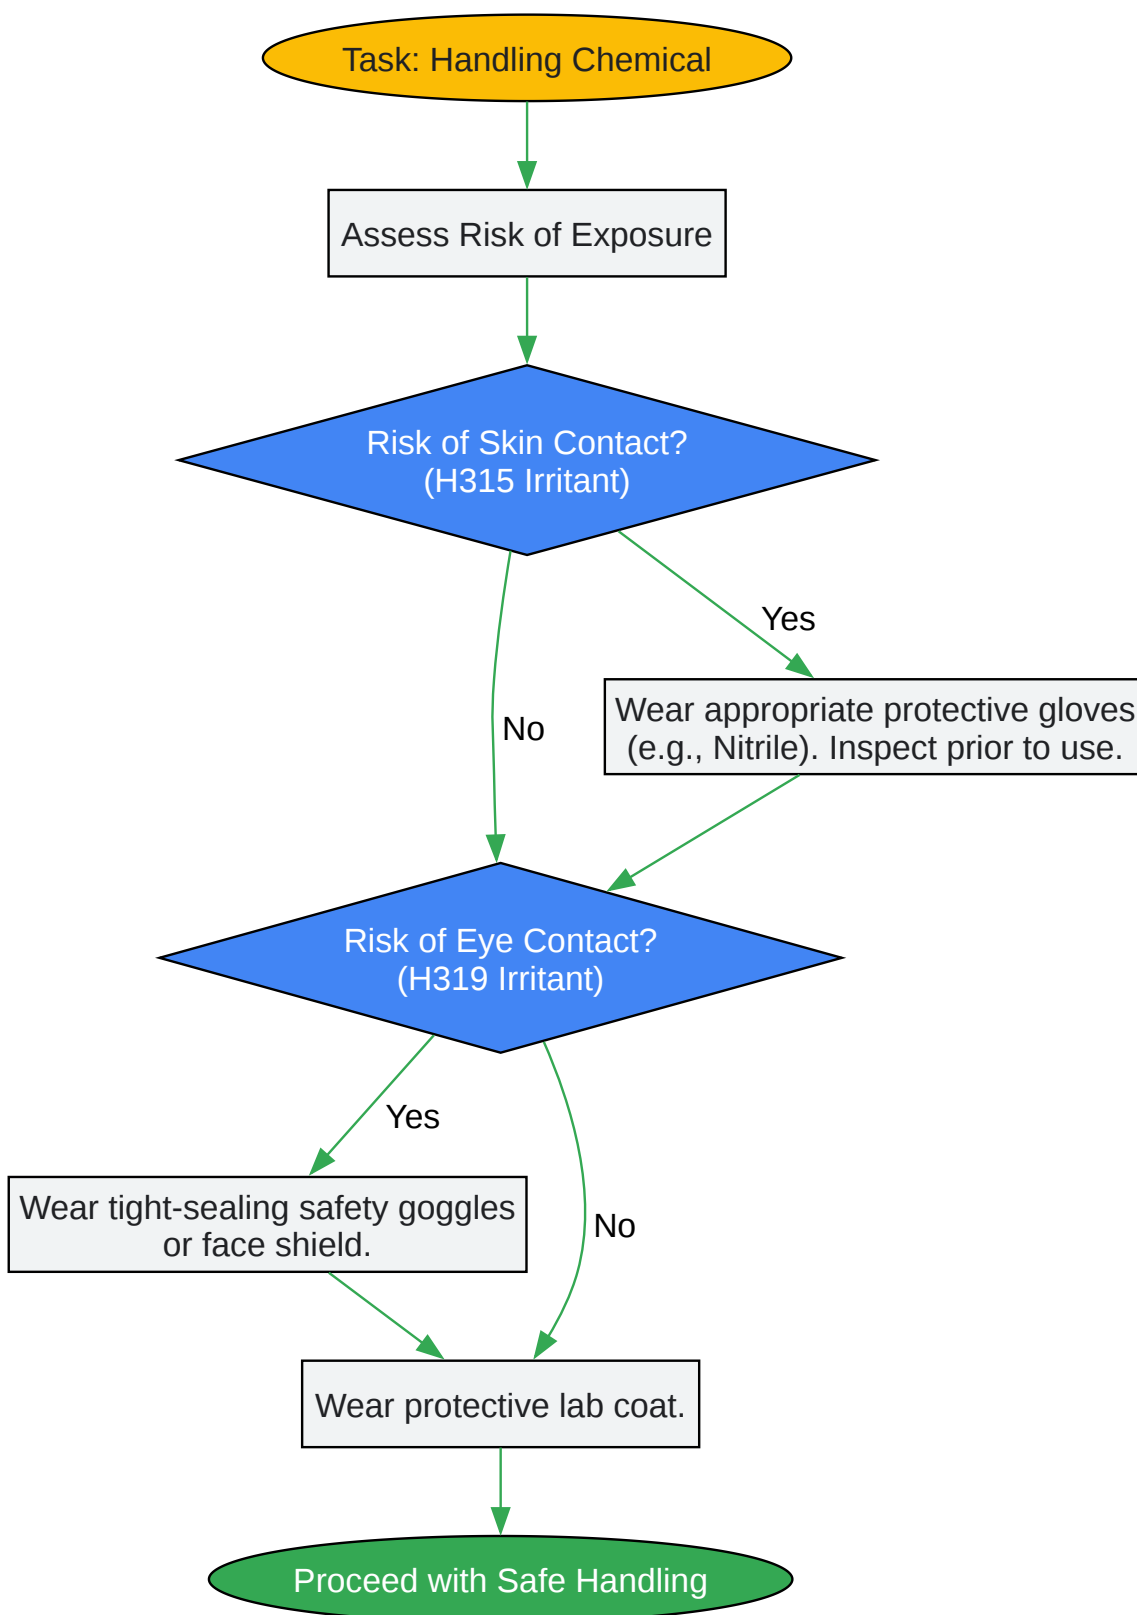 Task: Handling Chemical
Assess Risk of Exposure
Risk of Skin Contact?
(H315 Irritant)
Yes
No
Wear appropriate protective gloves
(e.g., Nitrile). Inspect prior to use.
Risk of Eye Contact?
(H319 Irritant)
Yes
Wear tight-sealing safety goggles
or face shield.
No
Wear protective lab coat.
Proceed with Safe Handling